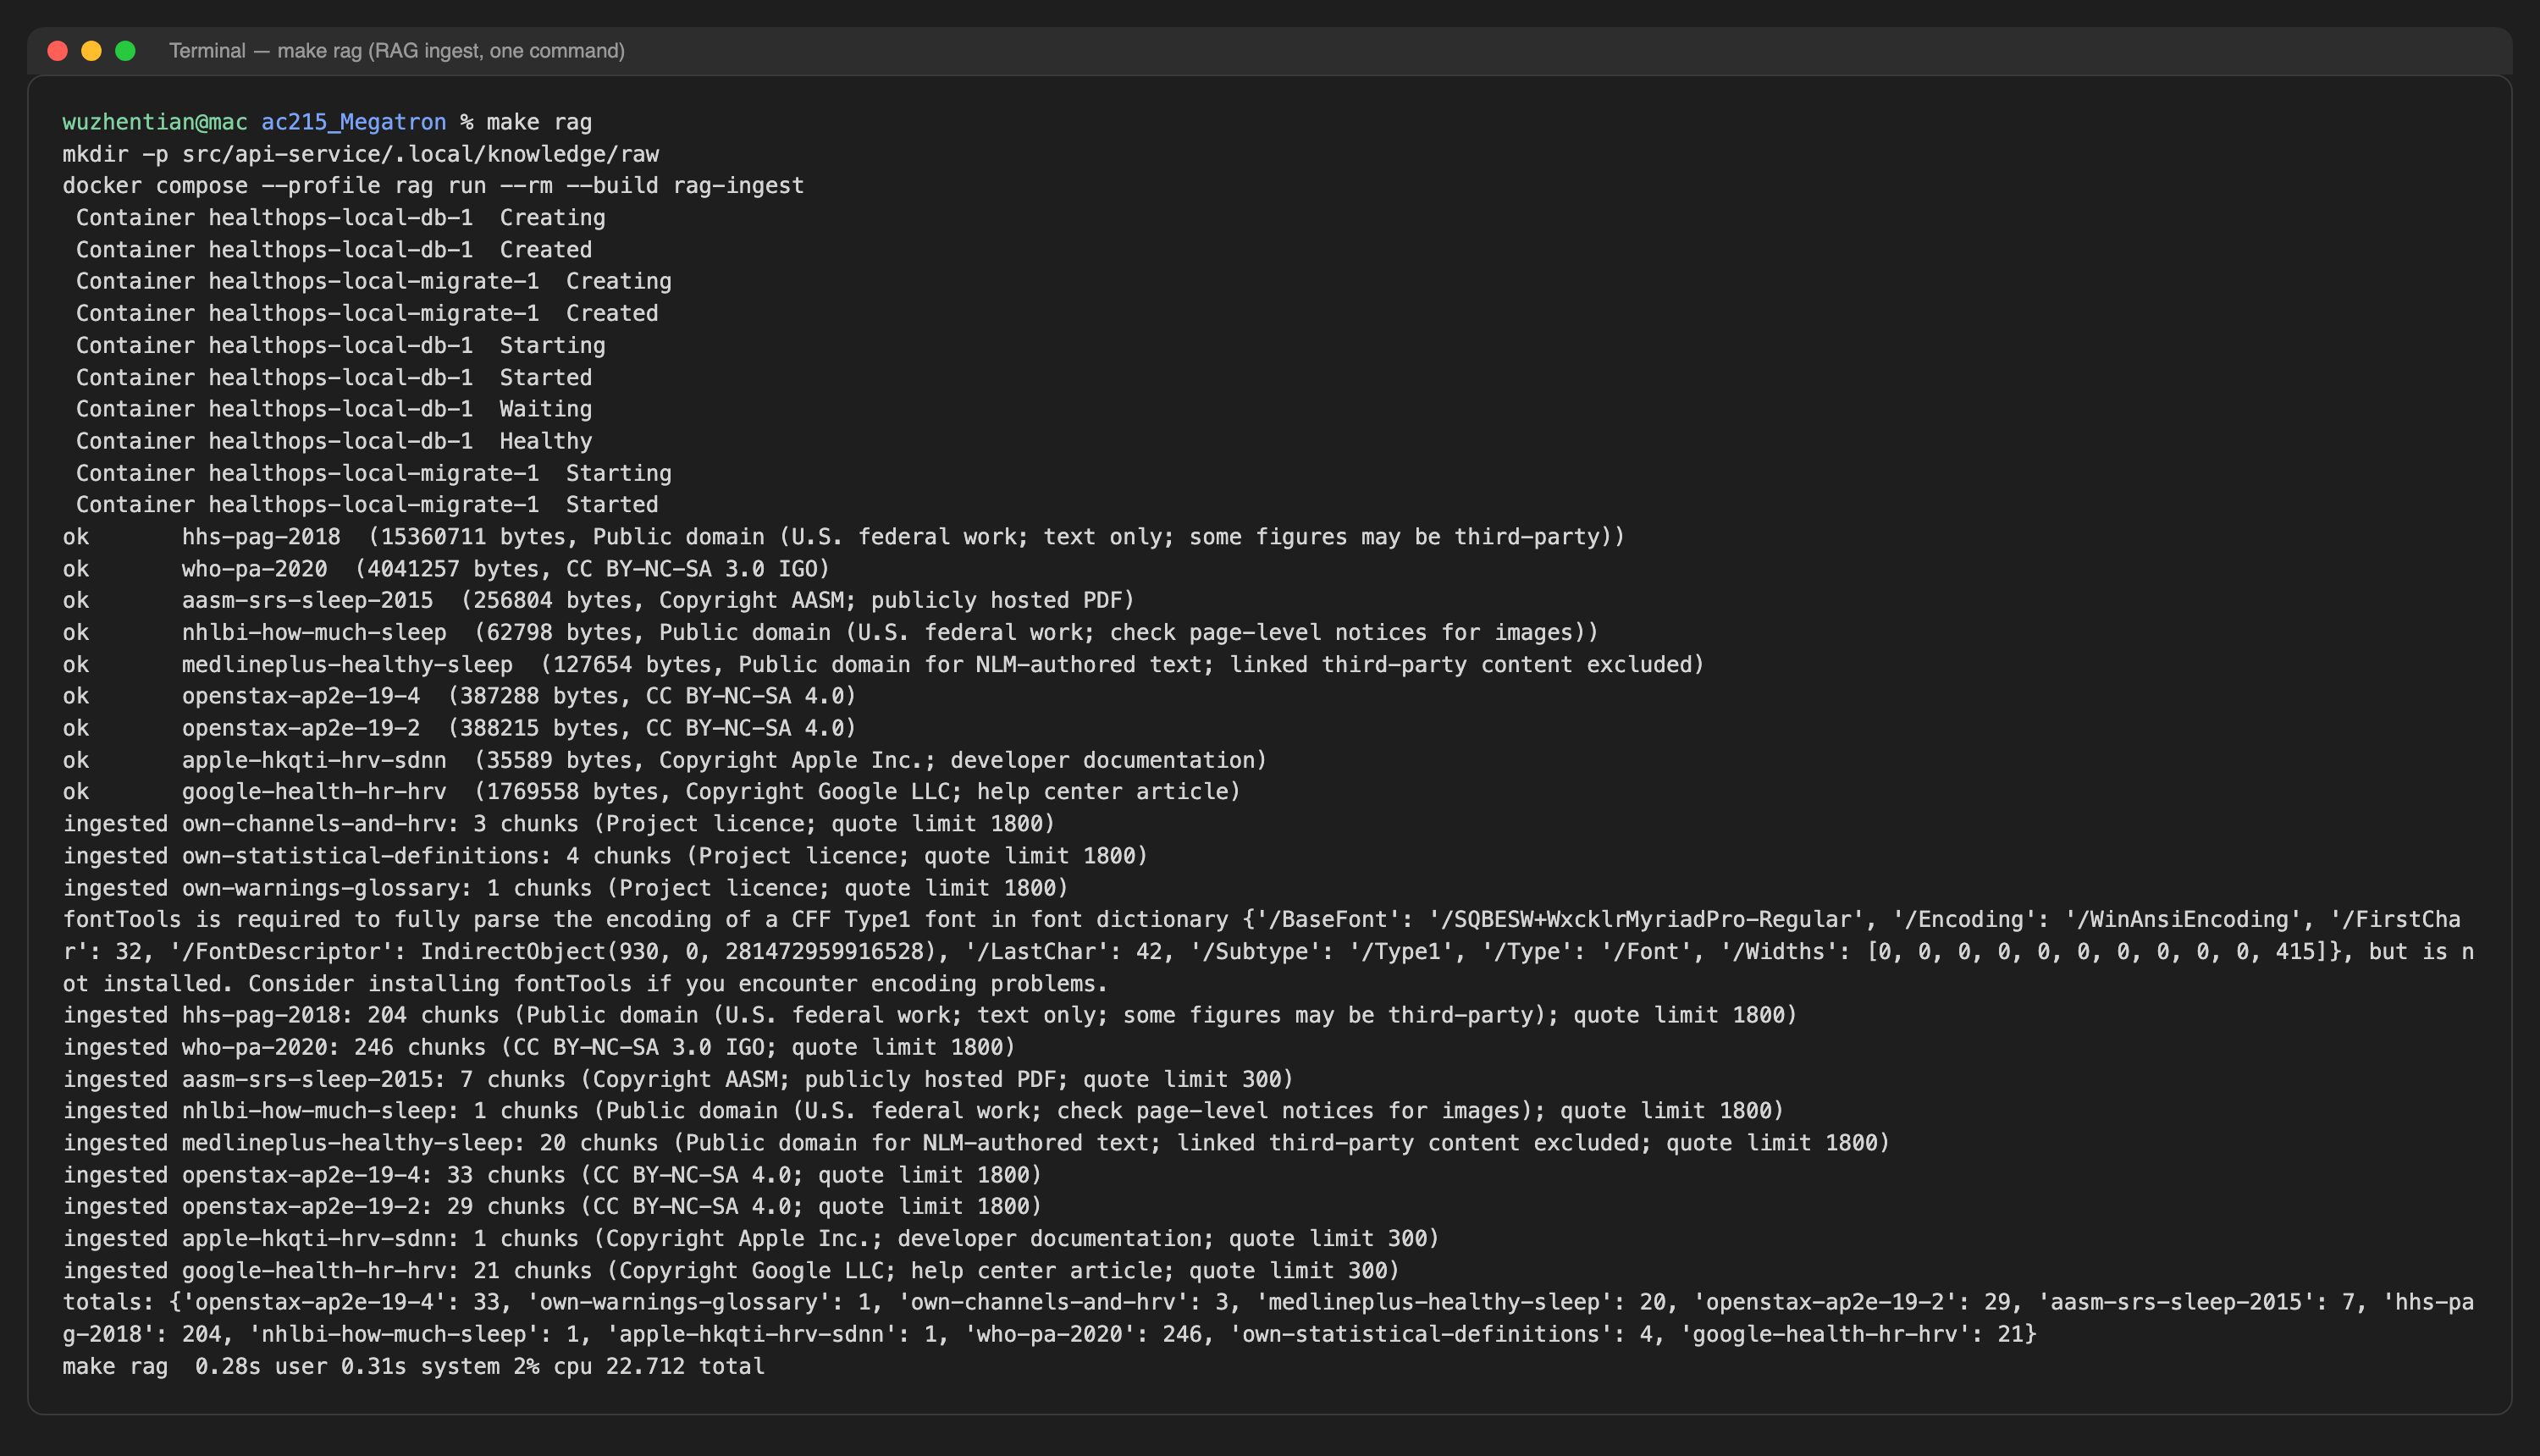 Terminal — make rag (RAG ingest, one command)
wuzhentian@mac ac215_Megatron % make rag
mkdir -p src/api-service/.local/knowledge/raw
docker compose --profile rag run --rm --build rag-ingest
 Container healthops-local-db-1  Creating
 Container healthops-local-db-1  Created
 Container healthops-local-migrate-1  Creating
 Container healthops-local-migrate-1  Created
 Container healthops-local-db-1  Starting
 Container healthops-local-db-1  Started
 Container healthops-local-db-1  Waiting
 Container healthops-local-db-1  Healthy
 Container healthops-local-migrate-1  Starting
 Container healthops-local-migrate-1  Started
ok       hhs-pag-2018  (15360711 bytes, Public domain (U.S. federal work; text only; some figures may be third-party))
ok       who-pa-2020  (4041257 bytes, CC BY-NC-SA 3.0 IGO)
ok       aasm-srs-sleep-2015  (256804 bytes, Copyright AASM; publicly hosted PDF)
ok       nhlbi-how-much-sleep  (62798 bytes, Public domain (U.S. federal work; check page-level notices for images))
ok       medlineplus-healthy-sleep  (127654 bytes, Public domain for NLM-authored text; linked third-party content excluded)
ok       openstax-ap2e-19-4  (387288 bytes, CC BY-NC-SA 4.0)
ok       openstax-ap2e-19-2  (388215 bytes, CC BY-NC-SA 4.0)
ok       apple-hkqti-hrv-sdnn  (35589 bytes, Copyright Apple Inc.; developer documentation)
ok       google-health-hr-hrv  (1769558 bytes, Copyright Google LLC; help center article)
ingested own-channels-and-hrv: 3 chunks (Project licence; quote limit 1800)
ingested own-statistical-definitions: 4 chunks (Project licence; quote limit 1800)
ingested own-warnings-glossary: 1 chunks (Project licence; quote limit 1800)
fontTools is required to fully parse the encoding of a CFF Type1 font in font dictionary {'/BaseFont': '/SQBESW+WxcklrMyriadPro-Regular', '/Encoding': '/WinAnsiEncoding', '/FirstCha
r': 32, '/FontDescriptor': IndirectObject(930, 0, 281472959916528), '/LastChar': 42, '/Subtype': '/Type1', '/Type': '/Font', '/Widths': [0, 0, 0, 0, 0, 0, 0, 0, 0, 0, 415]}, but is n
ot installed. Consider installing fontTools if you encounter encoding problems.
ingested hhs-pag-2018: 204 chunks (Public domain (U.S. federal work; text only; some figures may be third-party); quote limit 1800)
ingested who-pa-2020: 246 chunks (CC BY-NC-SA 3.0 IGO; quote limit 1800)
ingested aasm-srs-sleep-2015: 7 chunks (Copyright AASM; publicly hosted PDF; quote limit 300)
ingested nhlbi-how-much-sleep: 1 chunks (Public domain (U.S. federal work; check page-level notices for images); quote limit 1800)
ingested medlineplus-healthy-sleep: 20 chunks (Public domain for NLM-authored text; linked third-party content excluded; quote limit 1800)
ingested openstax-ap2e-19-4: 33 chunks (CC BY-NC-SA 4.0; quote limit 1800)
ingested openstax-ap2e-19-2: 29 chunks (CC BY-NC-SA 4.0; quote limit 1800)
ingested apple-hkqti-hrv-sdnn: 1 chunks (Copyright Apple Inc.; developer documentation; quote limit 300)
ingested google-health-hr-hrv: 21 chunks (Copyright Google LLC; help center article; quote limit 300)
totals: {'openstax-ap2e-19-4': 33, 'own-warnings-glossary': 1, 'own-channels-and-hrv': 3, 'medlineplus-healthy-sleep': 20, 'openstax-ap2e-19-2': 29, 'aasm-srs-sleep-2015': 7, 'hhs-pa
g-2018': 204, 'nhlbi-how-much-sleep': 1, 'apple-hkqti-hrv-sdnn': 1, 'who-pa-2020': 246, 'own-statistical-definitions': 4, 'google-health-hr-hrv': 21}
make rag  0.28s user 0.31s system 2% cpu 22.712 total